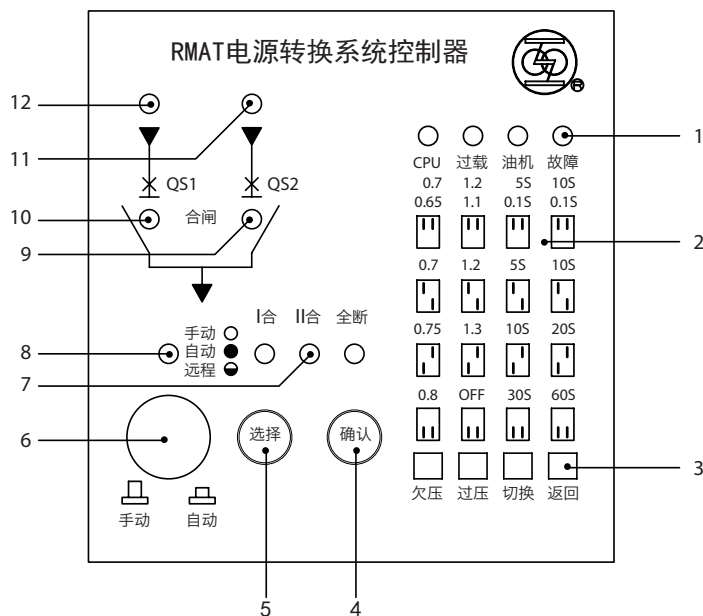 RMAT电源转换系统控制器
®
12
11
1
CPU 过载 油机 故障
0.7 1.2 5S 10S
QS1 QS2
0.65 1.1 0.1S 0.1S
10
合闸
9
2
0.7 1.2 5S 10S
I合 II合 全断
手动
0.75 1.3 10S 20S
8
自动
7
远程
0.8 OFF 30S 60S
6
选择
确认
3
欠压 过压 切换 返回
手动 自动
5
4